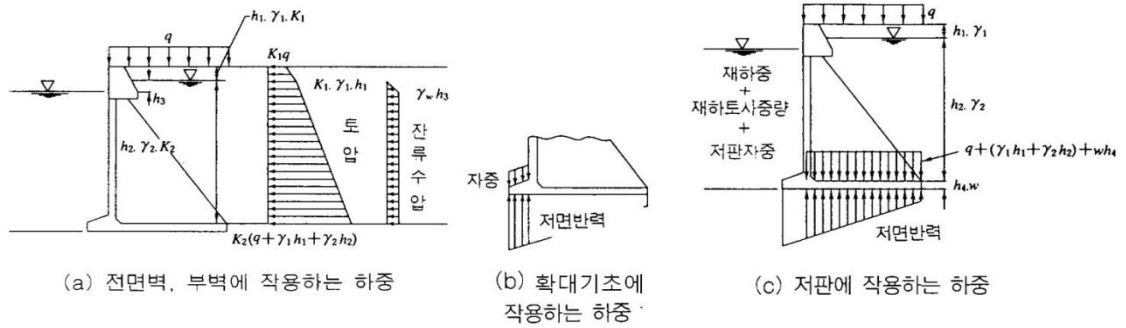 q
h₁. γ₁. K₁
K₁q
K₁. γ₁. h₁
γw h₃
h₃
h₂. γ₂. K₂
토
압
잔
류
수
압
K₂(q+γ₁h₁+γ₂h₂)
(a) 전면벽, 부벽에 작용하는 하중
자중
저면반력
(b) 확대기초에
작용하는 하중
q
h₁, γ₁
재하중
+
재하토사중량
+
저판자중
h₂, γ₂
q+(γ₁h₁+γ₂h₂)+wh₄
h₄.w
저면반력
(c) 저판에 작용하는 하중